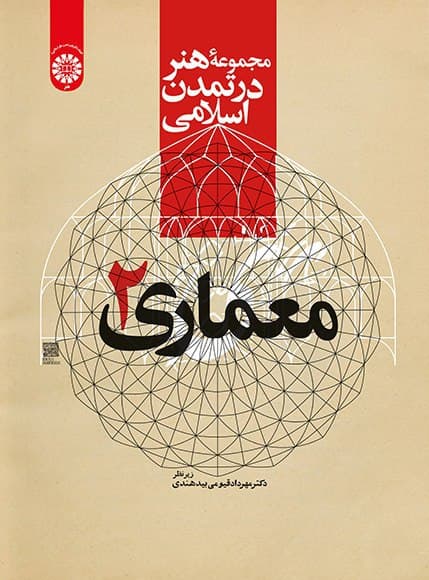 مجموعهٔ هنر
در تمدن
اسلامی
معماری ۲
زیر نظر
دکتر مهرداد قیومی بیدهندی